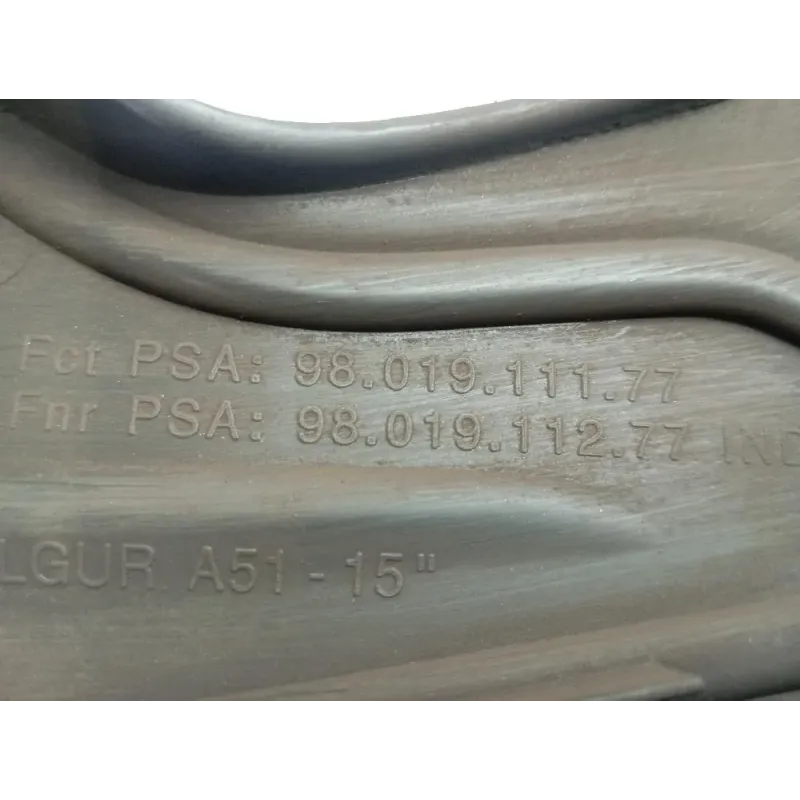 Fct PSA: 98.019.111.77
Fnr PSA: 98.019.112.77 IND
LGUR A51 - 15"